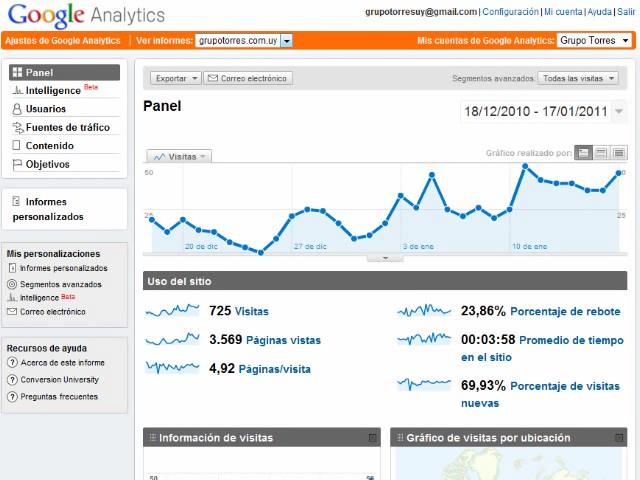 Google Analytics
grupotorresuy@gmail.com | Configuración | Mi cuenta | Ayuda | Salir
Ajustes de Google Analytics | Ver informes: grupotorres.com.uy
Mis cuentas de Google Analytics: Grupo Torres
Panel
Intelligence Beta
Usuarios
Fuentes de tráfico
Contenido
Objetivos
Informes
personalizados
Mis personalizaciones
Informes personalizados
Segmentos avanzados
Intelligence Beta
Correo electrónico
Recursos de ayuda
Acerca de este informe
Conversion University
Preguntas frecuentes
Exportar
Correo electrónico
Segmentos avanzados: Todas las visitas
Panel
18/12/2010 - 17/01/2011
Visitas
Gráfico realizado por:
50 50
25 25
20 de dic 27 de dic 3 de ene 10 de ene
Uso del sitio
725 Visitas
3.569 Páginas vistas
4,92 Páginas/visita
23,86% Porcentaje de rebote
00:03:58 Promedio de tiempo
en el sitio
69,93% Porcentaje de visitas
nuevas
Información de visitas
50 50
Gráfico de visitas por ubicación